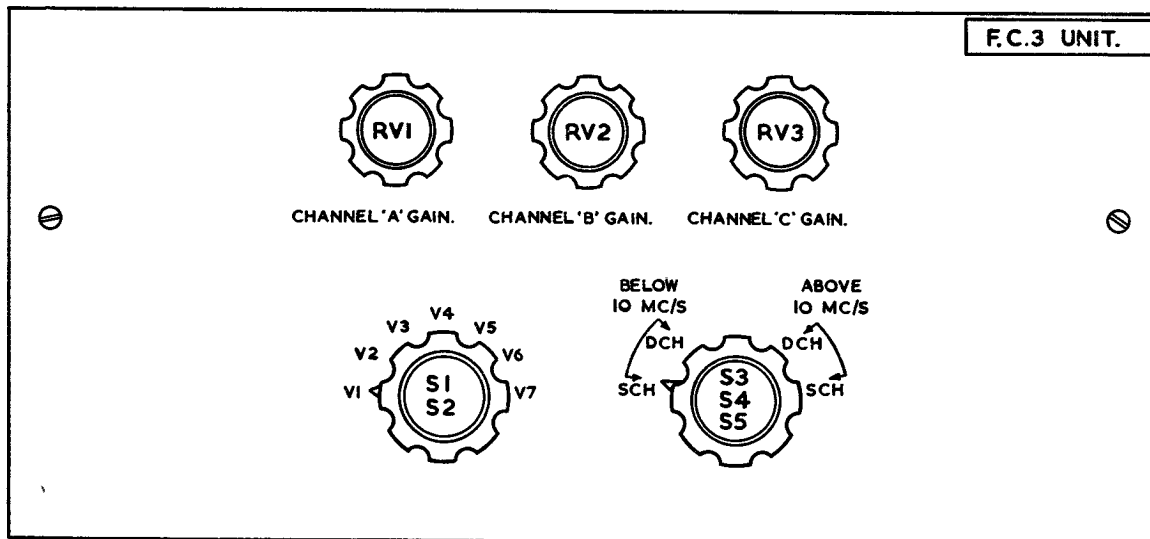 F.C.3 UNIT.
RV1
RV2
RV3
CHANNEL 'A' GAIN.
CHANNEL 'B' GAIN.
CHANNEL 'C' GAIN.
V1
V2
V3
V4
V5
V6
V7
S1
S2
BELOW
10 MC/S
DCH
SCH
S3
S4
S5
ABOVE
10 MC/S
DCH
SCH